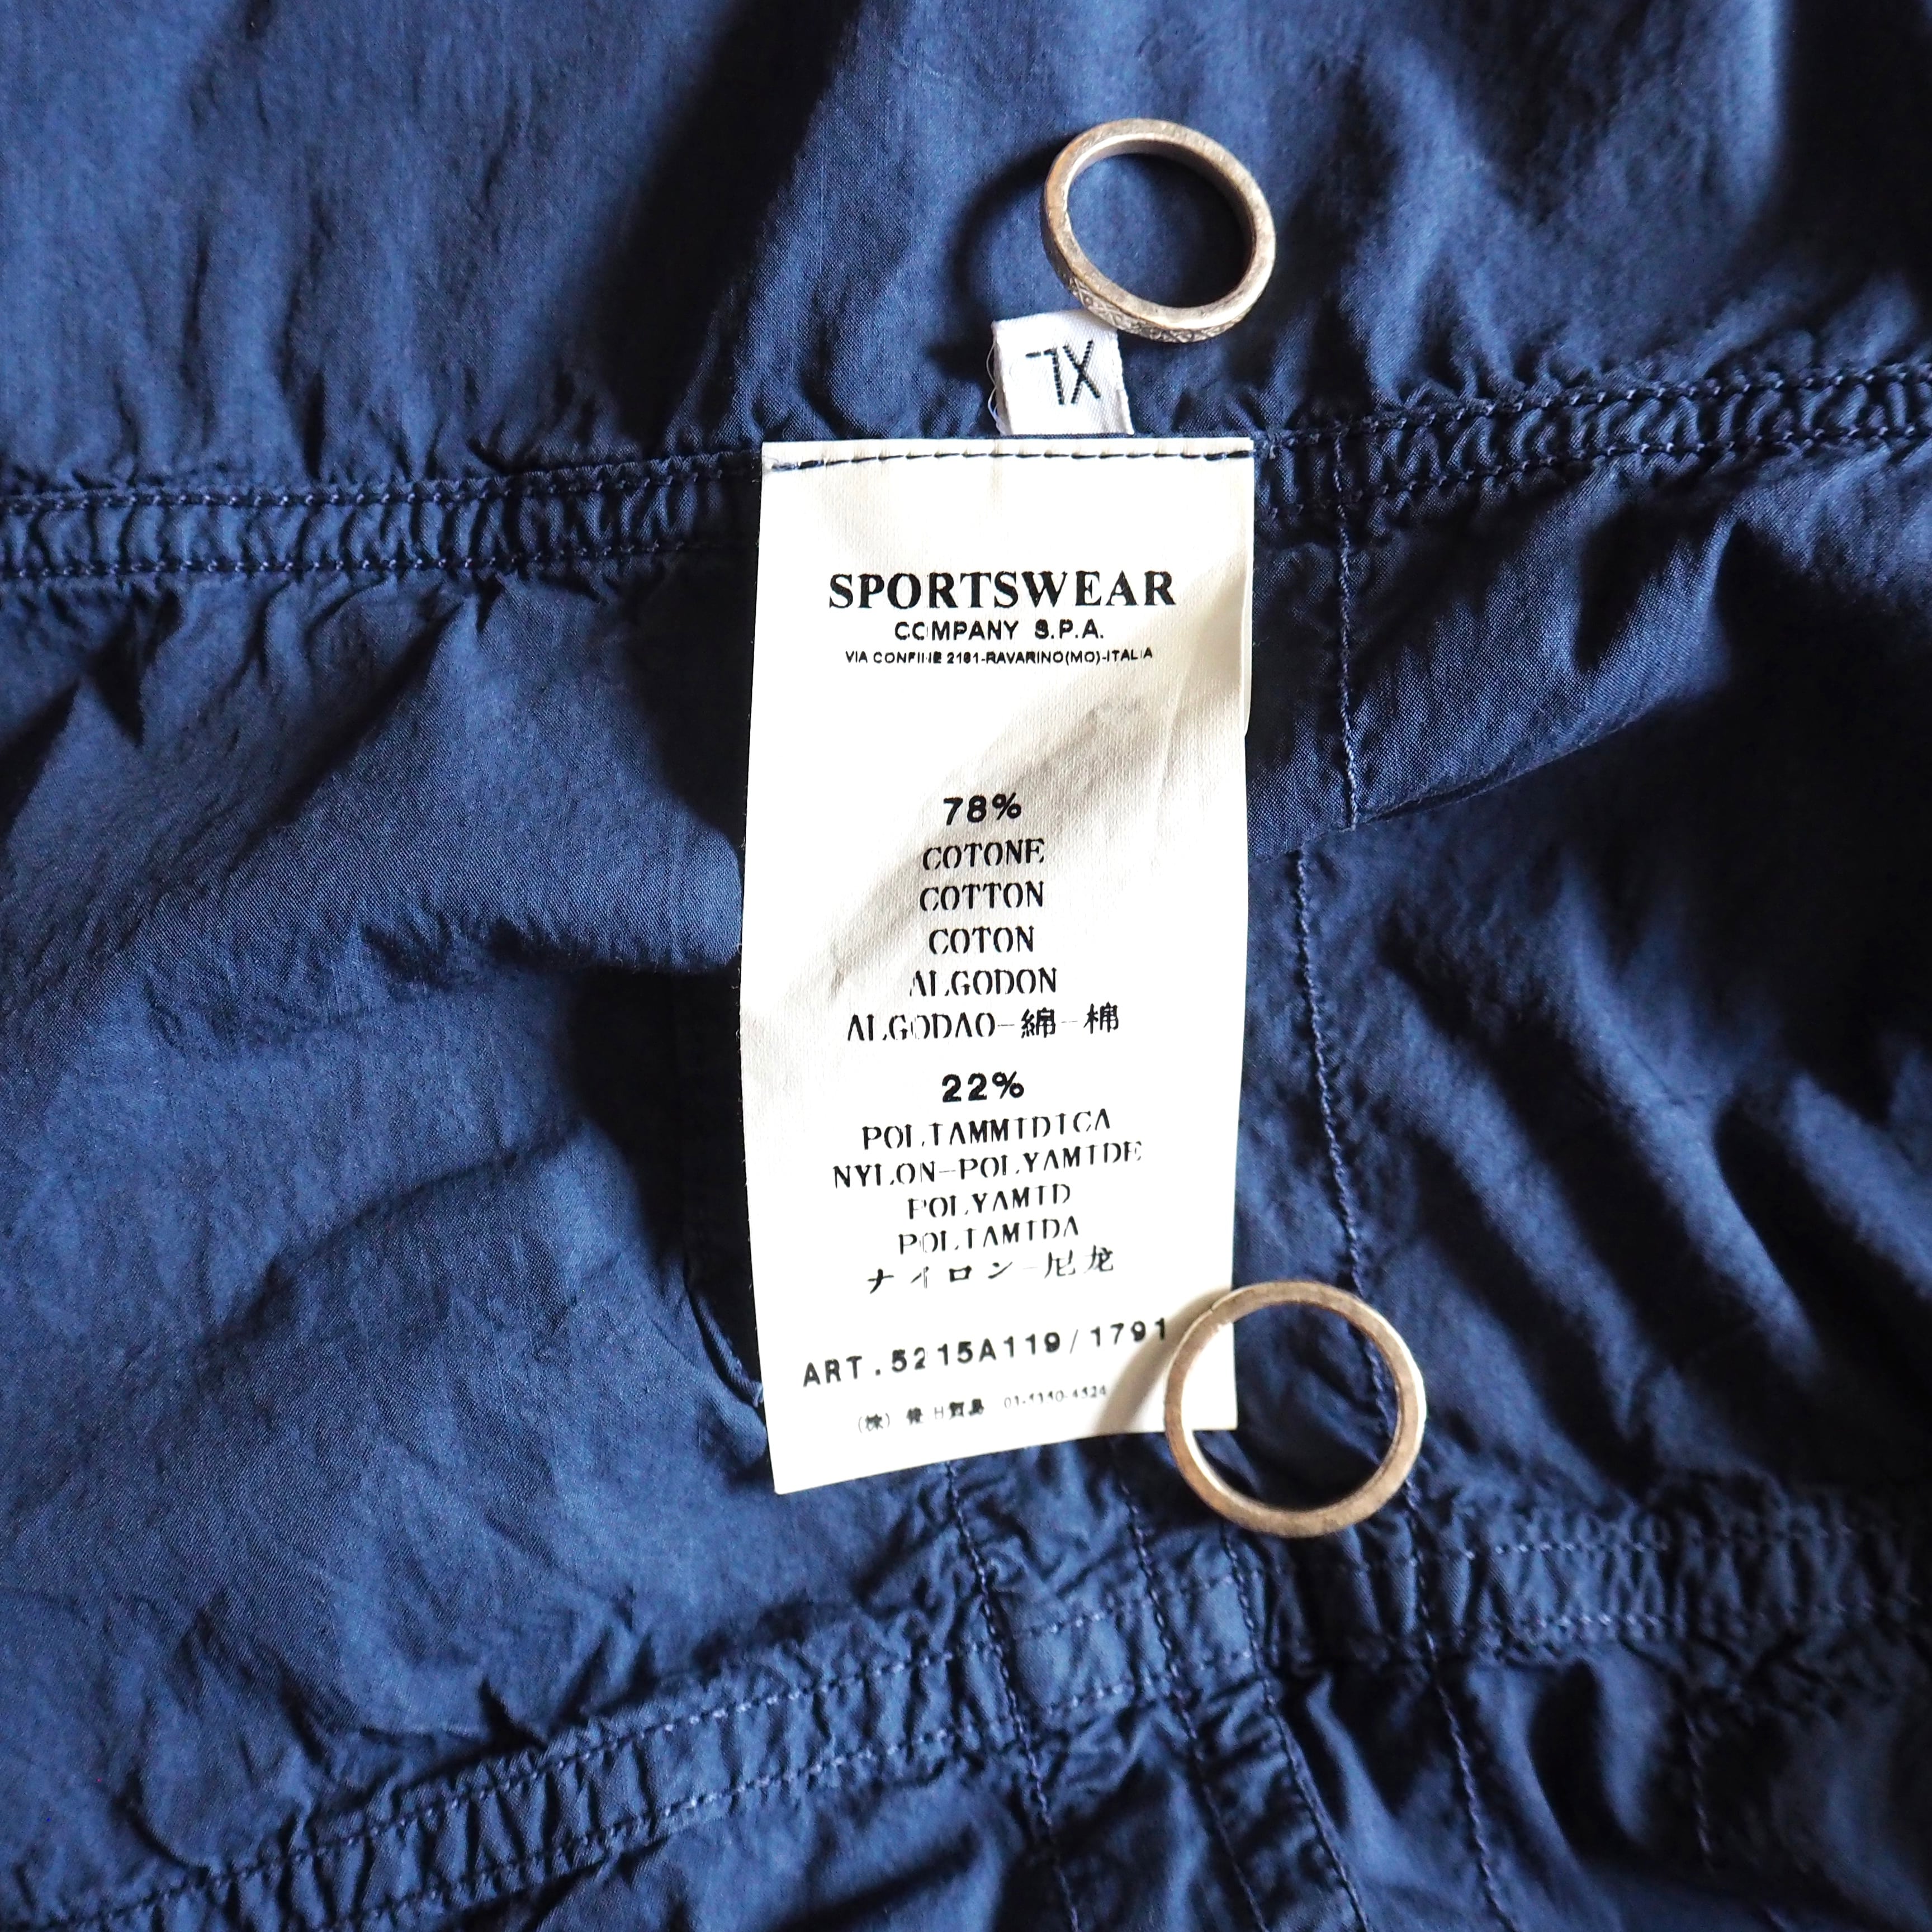 XL
SPORTSWEAR
COMPANY S.P.A.
VIA CONFINE 2161-RAVARINO(MO)-ITALIA
78%
COTONE
COTTON
COTON
ALGODON
ALGODAO-綿-棉
22%
POLIAMMIDICA
NYLON-POLYAMIDE
POLYAMID
POLIAMIDA
ナイロン-尼龙
ART.5215A119/1791
(株)